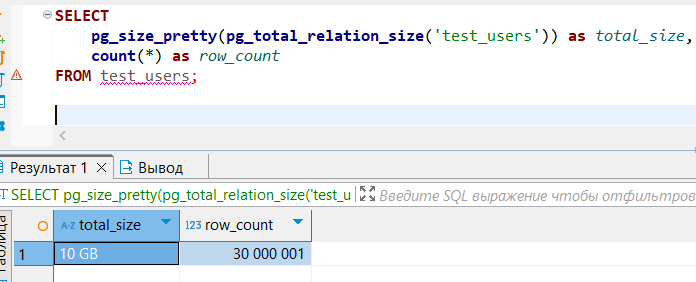 SELECT
pg_size_pretty(pg_total_relation_size('test_users')) as total_size,
count(*) as row_count
FROM test_users;
Результат 1
Вывод
SELECT pg_size_pretty(pg_total_relation_size('test_u
Введите SQL выражение чтобы отфильтров
A-Z total_size
123 row_count
1 10 GB 30 000 001
Таблица